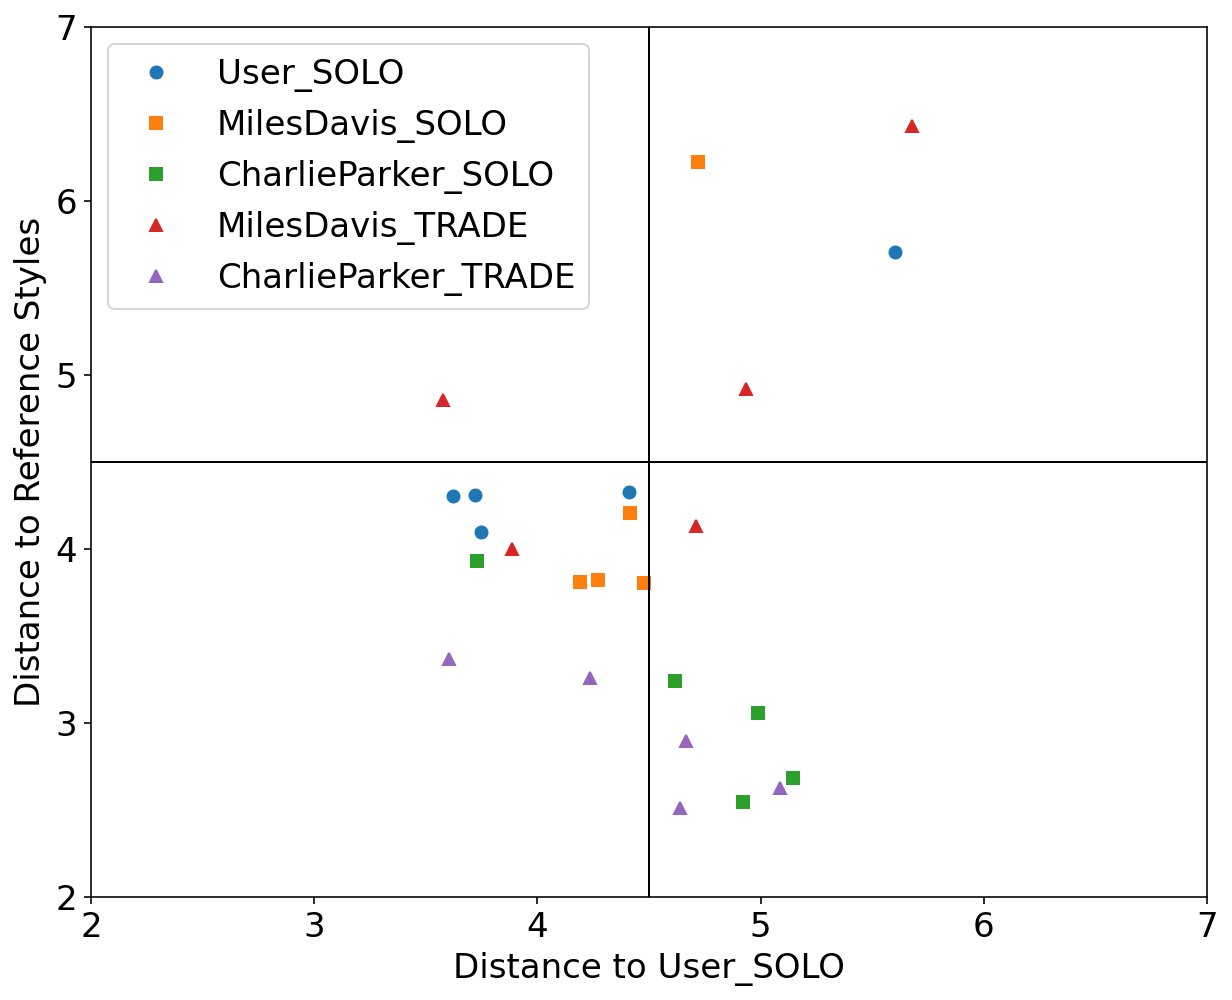 7
6
5
4
3
2
Distance to Reference Styles
User_SOLO
MilesDavis_SOLO
CharlieParker_SOLO
MilesDavis_TRADE
CharlieParker_TRADE
2 3 4 5 6 7
Distance to User_SOLO